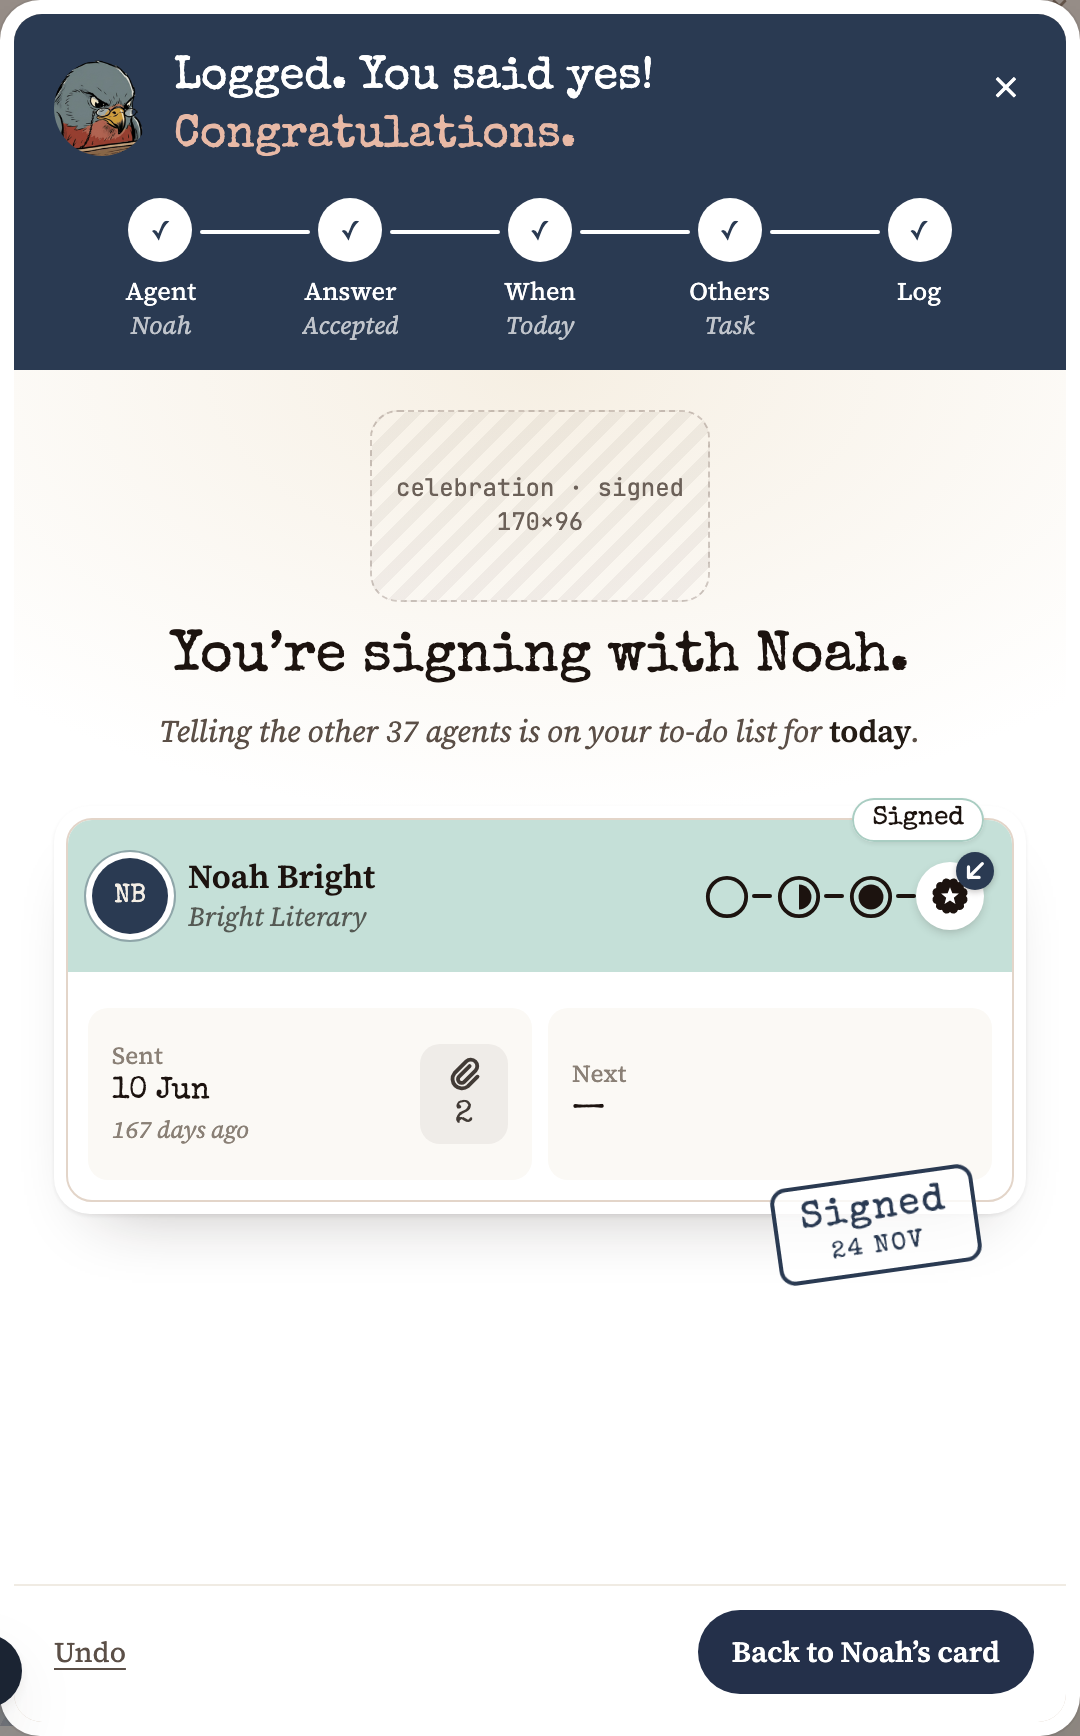 Logged. You said yes!
Congratulations.
Agent
Noah
Answer
Accepted
When
Today
Others
Task
Log
celebration · signed
170×96
You’re signing with Noah.
Telling the other 37 agents is on your to-do list for today.
Signed
NB
Noah Bright
Bright Literary
Sent
10 Jun
167 days ago
2
Next
—
Signed
24 NOV
Undo
Back to Noah’s card